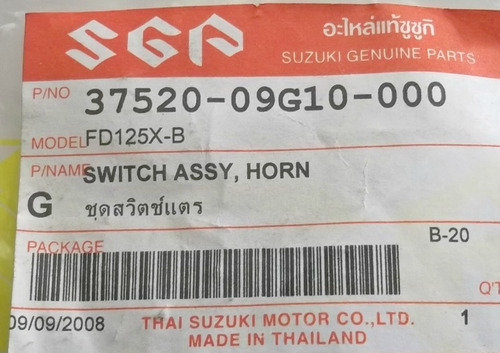 SGP
อะไหล่แท้ซูซูกิ
SUZUKI GENUINE PARTS
P/NO 37520-09G10-000
MODEL FD125X-B
P/NAME SWITCH ASSY, HORN
G ชุดสวิตช์แตร
PACKAGE B-20
Q'T
09/09/2008 THAI SUZUKI MOTOR CO.,LTD. 1
MADE IN THAILAND